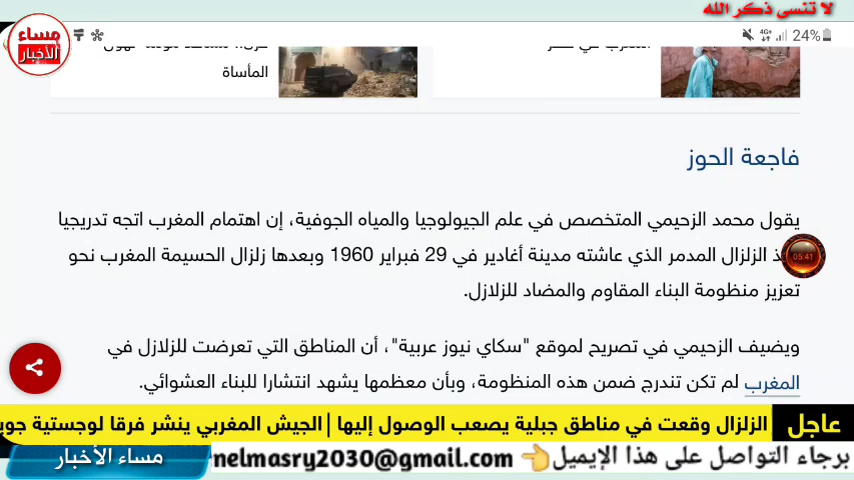 لا تنسى ذكر الله
مساء
الأخبار
4G+
24%
المأساة
فاجعة الحوز
يقول محمد الزحيمي المتخصص في علم الجيولوجيا والمياه الجوفية، إن اهتمام المغرب اتجه تدريجيا
الزلزال المدمر الذي عاشته مدينة أغادير في 29 فبراير 1960 وبعدها زلزال الحسيمة المغرب نحو
05:41
تعزيز منظومة البناء المقاوم والمضاد للزلازل.
ويضيف الزحيمي في تصريح لموقع "سكاي نيوز عربية"، أن المناطق التي تعرضت للزلازل في
المغرب لم تكن تندرج ضمن هذه المنظومة، وبأن معظمها يشهد انتشارا للبناء العشوائي.
عاجل
الزلزال وقعت في مناطق جبلية يصعب الوصول إليها | الجيش المغربي ينشر فرقا لوجستية
برجاء التواصل على هذا الإيميل 👈 nelmasry2030@gmail.com
مساء الأخبار